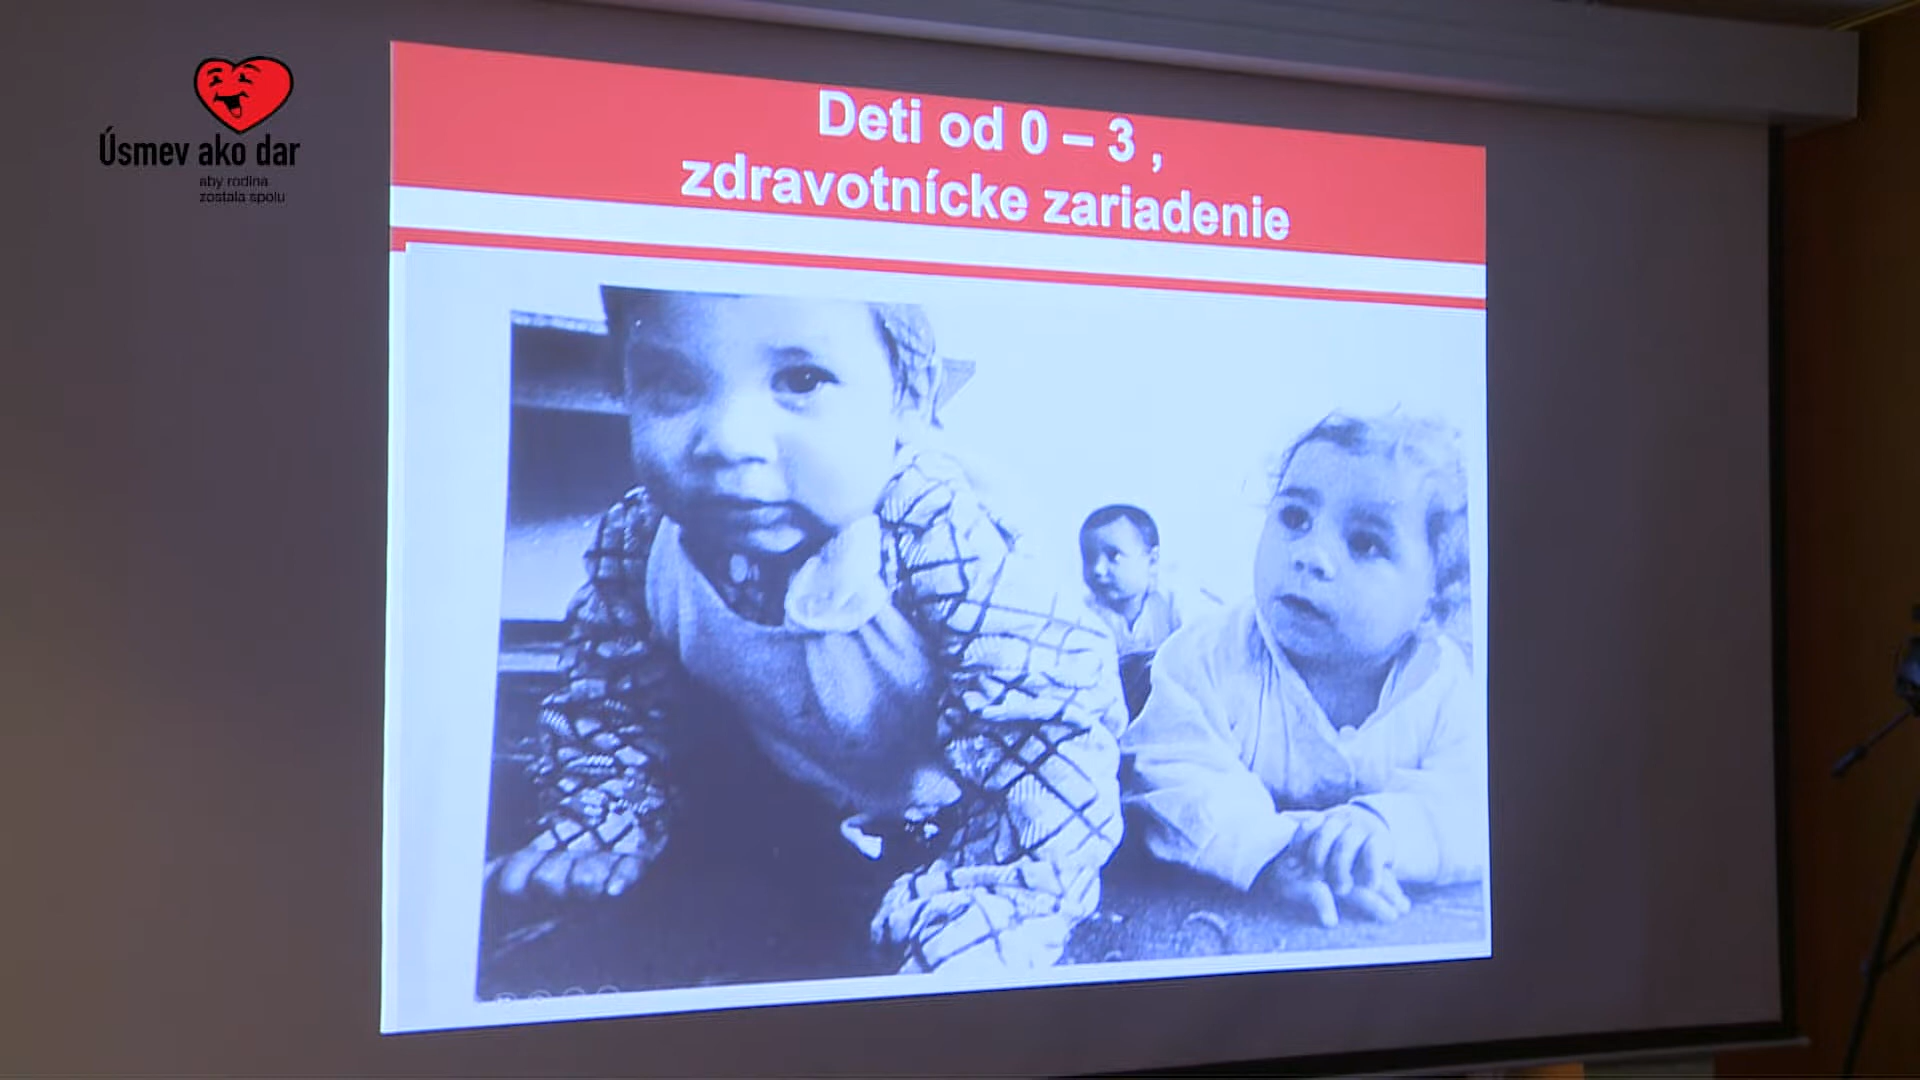 Úsmev ako dar
aby rodina
zostala spolu
Deti od 0 – 3 ,
zdravotnícke zariadenie